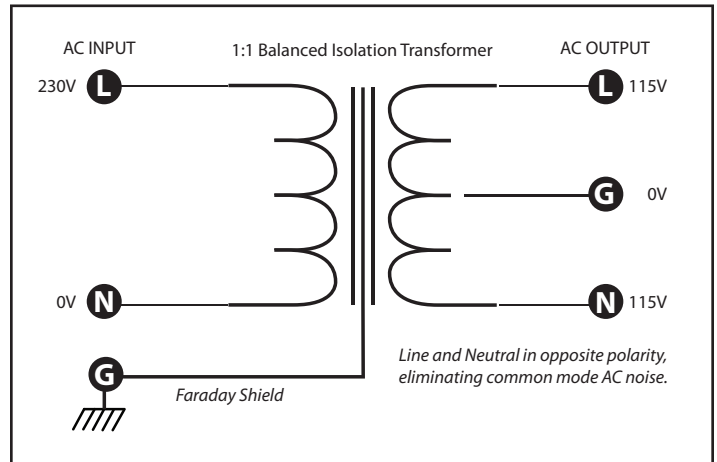 AC INPUT
1:1 Balanced Isolation Transformer
AC OUTPUT
230V L
L 115V
G 0V
0V N
N 115V
G
Faraday Shield
Line and Neutral in opposite polarity,
eliminating common mode AC noise.